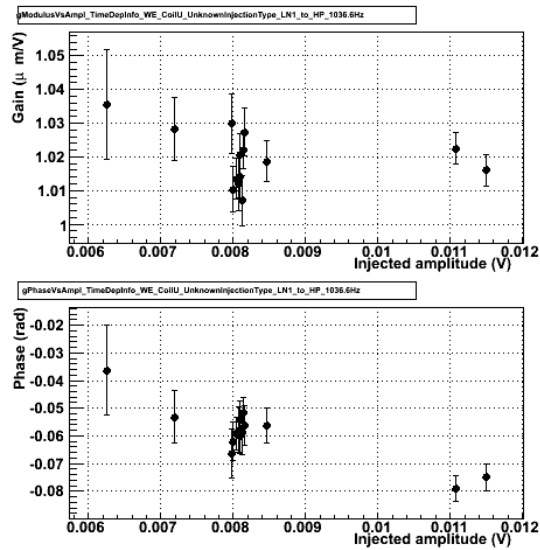 gModulusVsAmpl_TimeDepInfo_WE_CoilU_UnknownInjectionType_LN1_to_HP_1036.6Hz
Gain (μ m/V)
1.05
1.04
1.03
1.02
1.01
1
0.006 0.007 0.008 0.009 0.01 0.011 0.012
Injected amplitude (V)
gPhaseVsAmpl_TimeDepInfo_WE_CoilU_UnknownInjectionType_LN1_to_HP_1036.6Hz
Phase (rad)
-0.02
-0.03
-0.04
-0.05
-0.06
-0.07
-0.08
0.006 0.007 0.008 0.009 0.01 0.011 0.012
Injected amplitude (V)